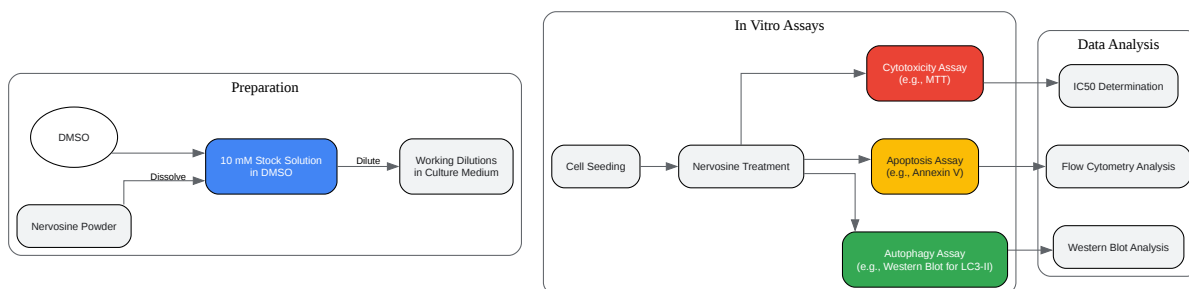 Preparation
DMSO
Dissolve
Nervosine Powder
10 mM Stock Solution
in DMSO
Dilute
Working Dilutions
in Culture Medium
In Vitro Assays
Cell Seeding
Nervosine Treatment
Cytotoxicity Assay
(e.g., MTT)
Apoptosis Assay
(e.g., Annexin V)
Autophagy Assay
(e.g., Western Blot for LC3-II)
Data Analysis
IC50 Determination
Flow Cytometry Analysis
Western Blot Analysis